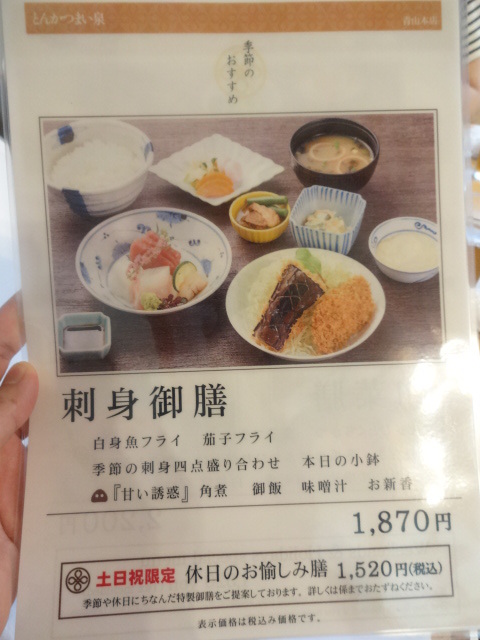 とんかつまい泉 青山本店
季節の
おすすめ
刺身御膳
白身魚フライ 茄子フライ
季節の刺身四点盛り合わせ 本日の小鉢
『甘い誘惑』角煮 御飯 味噌汁 お新香
1,870円
土日祝限定 休日のお愉しみ膳 1,520円(税込)
季節や休日にちなんだ特製御膳をご提案しております。詳しくは係までおたずねください。
表示価格は税込み価格です。